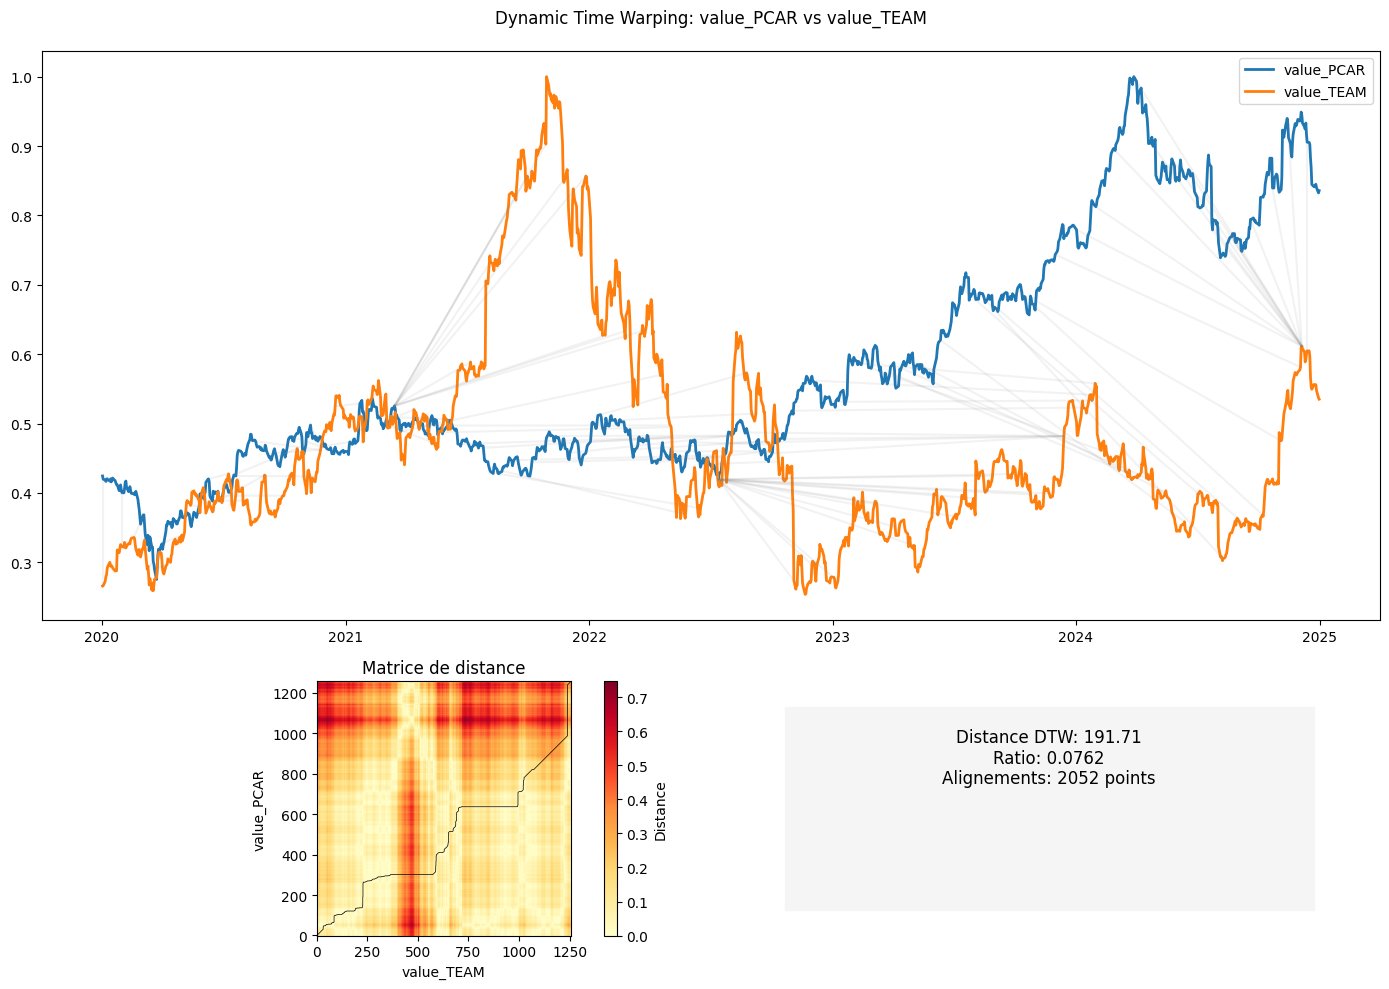 Dynamic Time Warping: value_PCAR vs value_TEAM
value_PCAR
value_TEAM
1.0
0.9
0.8
0.7
0.6
0.5
0.4
0.3
2020 2021 2022 2023 2024 2025
Matrice de distance
value_PCAR
1200
1000
800
600
400
200
0
0 250 500 750 1000 1250
value_TEAM
0.7
0.6
0.5
0.4
0.3
0.2
0.1
0.0
Distance
Distance DTW: 191.71
Ratio: 0.0762
Alignements: 2052 points